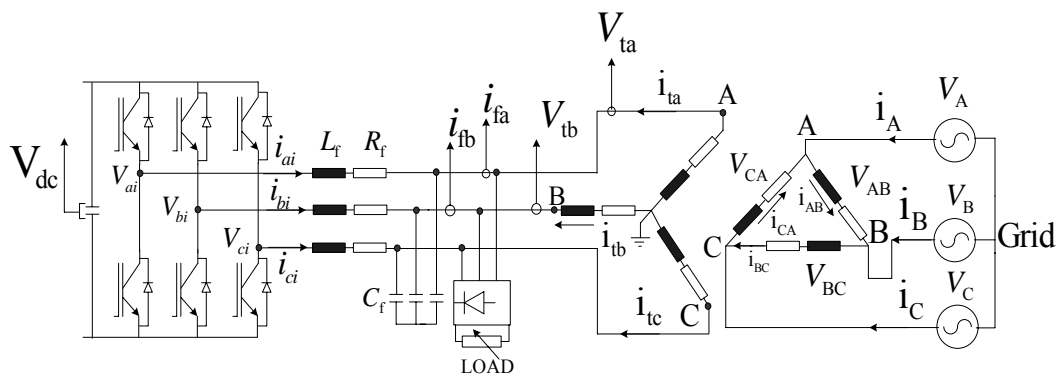 V_dc
V_ai
V_bi
V_ci
i_ai
i_bi
i_ci
L_f
R_f
C_f
i_fb
i_fa
V_tb
V_ta
i_ta
A
B
i_tb
C
i_tc
LOAD
A
V_CA
i_CA
i_AB
V_AB
C
B
i_BC
V_BC
i_A
V_A
i_B
V_B
Grid
i_C
V_C